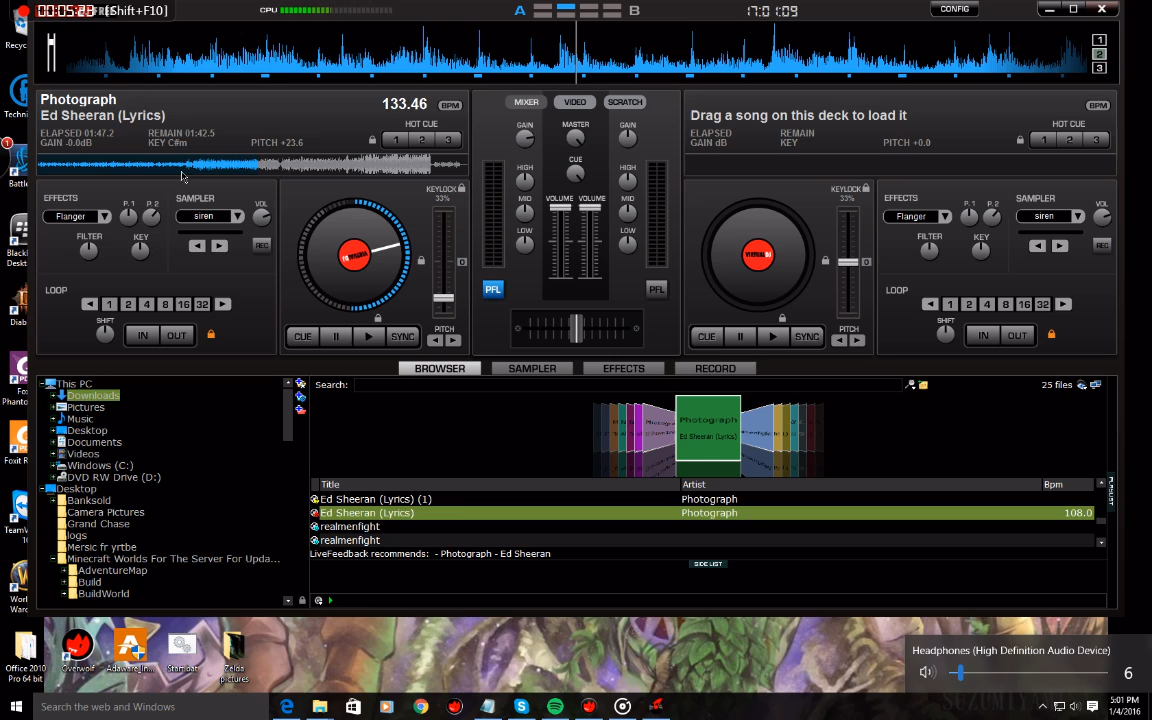 00:05:23
[Shift+F10]
CPU
A
B
17:01:09
CONFIG
1
2
3
Photograph
Ed Sheeran (Lyrics)
133.46
BPM
ELAPSED 01:47.2
REMAIN 01:42.5
GAIN -0.0dB
KEY C#m
PITCH +23.6
HOT CUE
1 2 3
MIXER
VIDEO
SCRATCH
GAIN
MASTER
CUE
HIGH
MID
LOW
VOLUME VOLUME
PFL
PFL
Drag a song on this deck to load it
BPM
ELAPSED
REMAIN
GAIN dB
KEY
PITCH +0.0
HOT CUE
1 2 3
EFFECTS
P. 1 P. 2
SAMPLER
VOL
Flanger
siren
FILTER
KEY
REC
LOOP
1 2 4 8 16 32
SHIFT
IN OUT
KEYLOCK
33%
0
CUE
SYNC
PITCH
KEYLOCK
33%
0
VIRTUAL DJ
CUE
SYNC
PITCH
EFFECTS
P. 1 P. 2
SAMPLER
VOL
Flanger
siren
FILTER
KEY
REC
LOOP
1 2 4 8 16 32
SHIFT
IN OUT
BROWSER
SAMPLER
EFFECTS
RECORD
This PC
Downloads
Pictures
Music
Desktop
Documents
Videos
Windows (C:)
DVD RW Drive (D:)
Desktop
Banksold
Camera Pictures
Grand Chase
logs
Mersic fr yrtbe
Minecraft Worlds For The Server For Upda...
AdventureMap
Build
BuildWorld
Search:
25 files
Photograph
Ed Sheeran (Lyrics)
Title
Artist
Bpm
Ed Sheeran (Lyrics) (1)
Photograph
Ed Sheeran (Lyrics)
Photograph
108.0
realmenfight
realmenfight
LiveFeedback recommends: - Photograph - Ed Sheeran
SIDE LIST
PLAYLIST
Office 2010
Pro 64 bit
Overwolf
Adaware_In...
Startloat
Zelda
pictures
Headphones (High Definition Audio Device)
6
Search the web and Windows
5:01 PM
1/4/2016